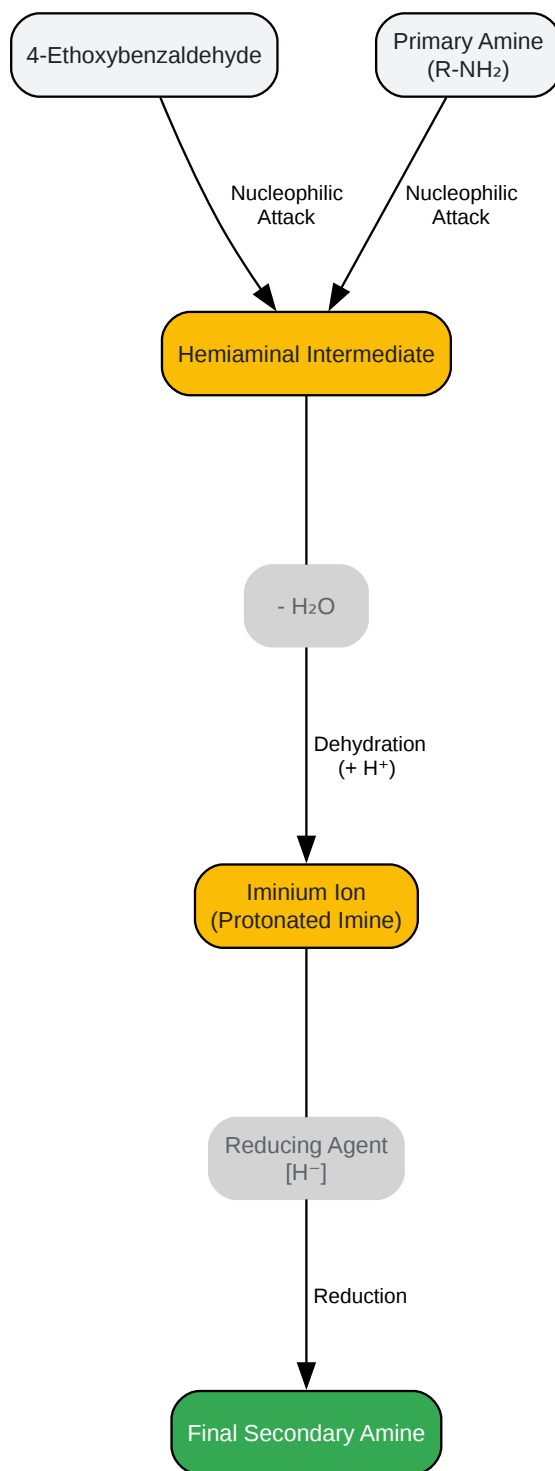 4-Ethoxybenzaldehyde
Primary Amine
(R-NH₂)
Nucleophilic
Attack
Nucleophilic
Attack
Hemiaminal Intermediate
- H₂O
Dehydration
(+ H⁺)
Iminium Ion
(Protonated Imine)
Reducing Agent
[H⁻]
Reduction
Final Secondary Amine